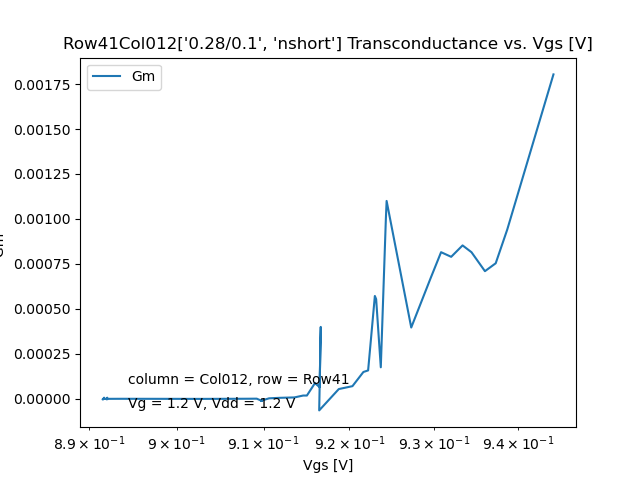 Row41Col012['0.28/0.1', 'nshort'] Transconductance vs. Vgs [V]
Gm
0.00175
0.00150
0.00125
0.00100
0.00075
0.00050
0.00025
0.00000
Gm
column = Col012, row = Row41
Vg = 1.2 V, Vdd = 1.2 V
8.9 × 10⁻¹ 9 × 10⁻¹ 9.1 × 10⁻¹ 9.2 × 10⁻¹ 9.3 × 10⁻¹ 9.4 × 10⁻¹
Vgs [V]